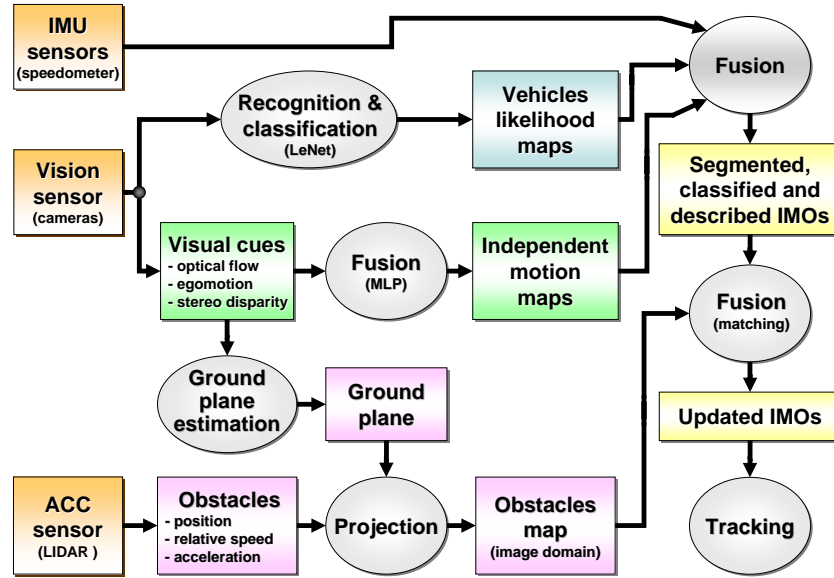 IMU
sensors
(speedometer)
Fusion
Recognition &
classification
(LeNet)
Vehicles
likelihood
maps
Vision
sensor
(cameras)
Segmented,
classified and
described IMOs
Visual cues
- optical flow
- egomotion
- stereo disparity
Fusion
(MLP)
Independent
motion
maps
Fusion
(matching)
Ground
plane
estimation
Ground
plane
Updated IMOs
ACC
sensor
(LIDAR )
Obstacles
- position
- relative speed
- acceleration
Projection
Obstacles
map
(image domain)
Tracking